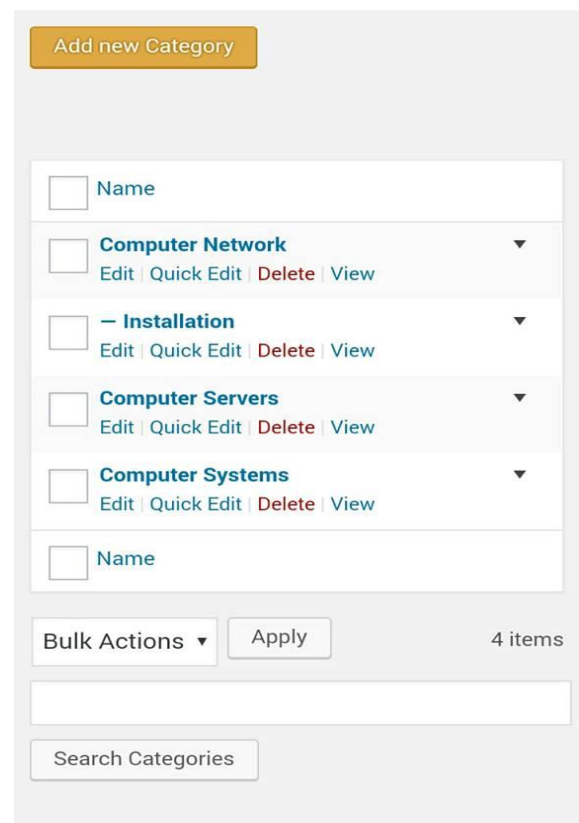 Add new Category
Name
Computer Network
Edit | Quick Edit | Delete | View
— Installation
Edit | Quick Edit | Delete | View
Computer Servers
Edit | Quick Edit | Delete | View
Computer Systems
Edit | Quick Edit | Delete | View
Name
Bulk Actions Apply 4 items
Search Categories